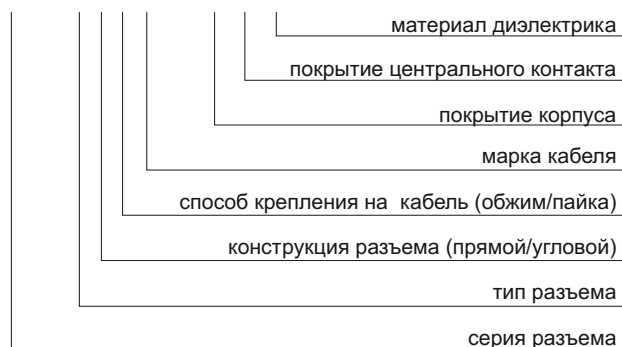 материал диэлектрика
покрытие центрального контакта
покрытие корпуса
марка кабеля
способ крепления на кабель (обжим/пайка)
конструкция разъема (прямой/угловой)
тип разъема
серия разъема